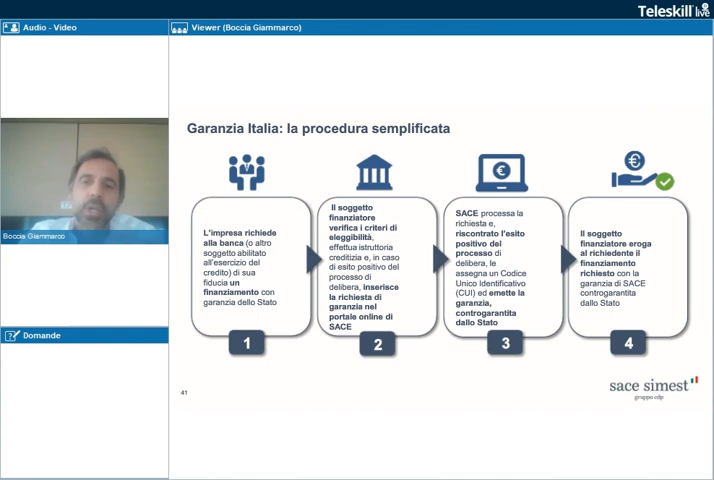 Teleskill live
Audio - Video
Viewer (Boccia Giammarco)
Boccia Giammarco
Domande
Garanzia Italia: la procedura semplificata
L'impresa richiede
alla banca (o altro
soggetto abilitato
all'esercizio del
credito) di sua
fiducia un
finanziamento con
garanzia dello Stato
1
Il soggetto
finanziatore
verifica i criteri di
eleggibilità,
effettua istruttoria
creditizia e, in caso
di esito positivo del
processo di
delibera, inserisce
la richiesta di
garanzia nel
portale online di
SACE
2
SACE processa la
richiesta e,
riscontrato l'esito
positivo del
processo di
delibera, le
assegna un Codice
Unico Identificativo
(CUI) ed emette la
garanzia,
controgarantita
dallo Stato
3
Il soggetto
finanziatore eroga
al richiedente il
finanziamento
richiesto con la
garanzia di SACE
controgarantita
dallo Stato
4
41
sace simest
gruppo cdp